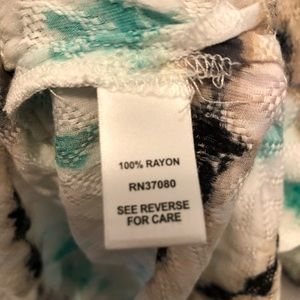 100% RAYON
RN37080
SEE REVERSE
FOR CARE